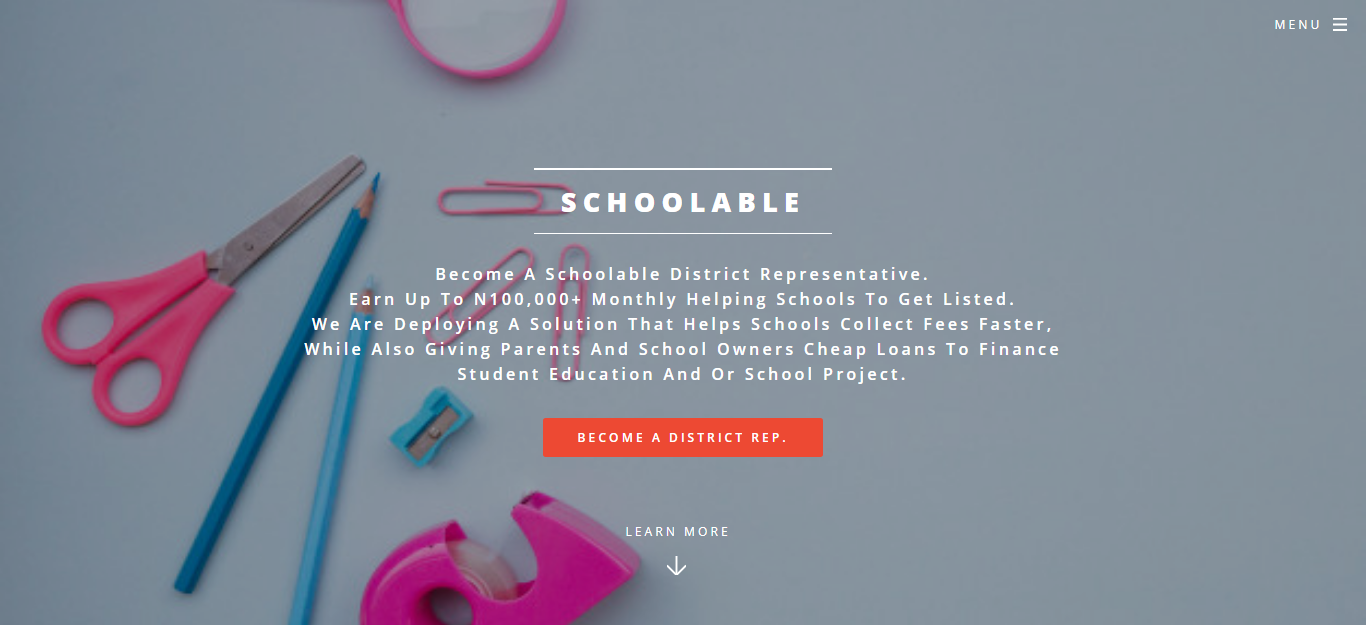 MENU
SCHOOLABLE
Become A Schoolable District Representative.
Earn Up To N100,000+ Monthly Helping Schools To Get Listed.
We Are Deploying A Solution That Helps Schools Collect Fees Faster,
While Also Giving Parents And School Owners Cheap Loans To Finance
Student Education And Or School Project.
BECOME A DISTRICT REP.
LEARN MORE